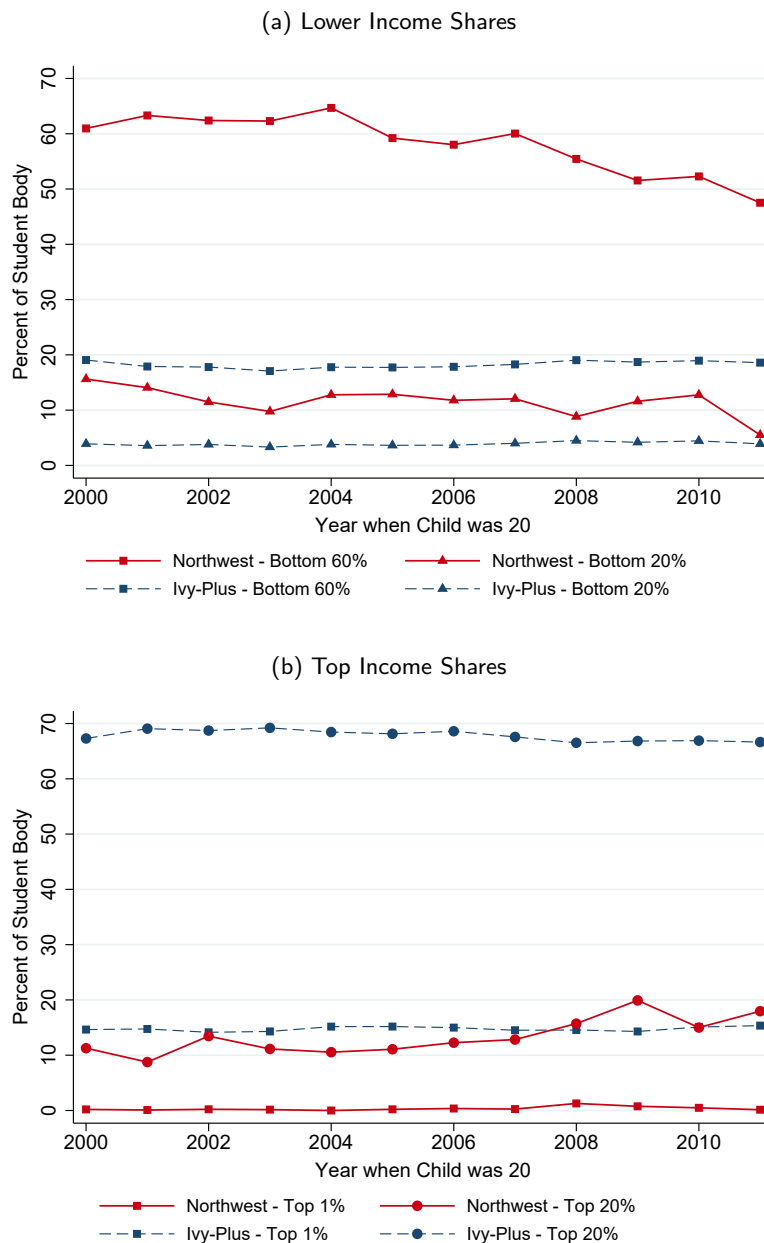 (a) Lower Income Shares
70
60
50
40
30
20
10
0
Percent of Student Body
2000 2002 2004 2006 2008 2010
Year when Child was 20
Northwest - Bottom 60% Northwest - Bottom 20%
Ivy-Plus - Bottom 60% Ivy-Plus - Bottom 20%
(b) Top Income Shares
70
60
50
40
30
20
10
0
Percent of Student Body
2000 2002 2004 2006 2008 2010
Year when Child was 20
Northwest - Top 1% Northwest - Top 20%
Ivy-Plus - Top 1% Ivy-Plus - Top 20%